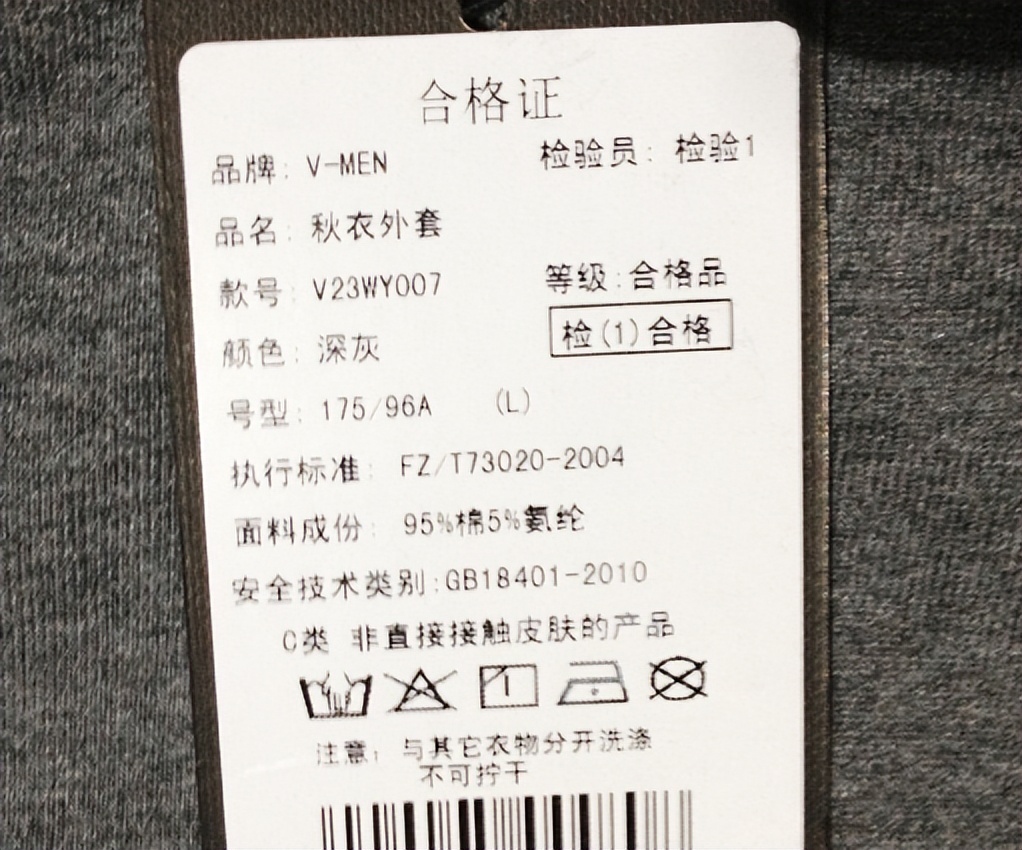 合格证
品牌: V-MEN 检验员: 检验1
品名: 秋衣外套
款号: V23WY007 等级:合格品
检(1)合格
颜色: 深灰
号型: 175/96A (L)
执行标准: FZ/T73020-2004
面料成份: 95%棉5%氨纶
安全技术类别:GB18401-2010
C类 非直接接触皮肤的产品
注意: 与其它衣物分开洗涤
不可拧干